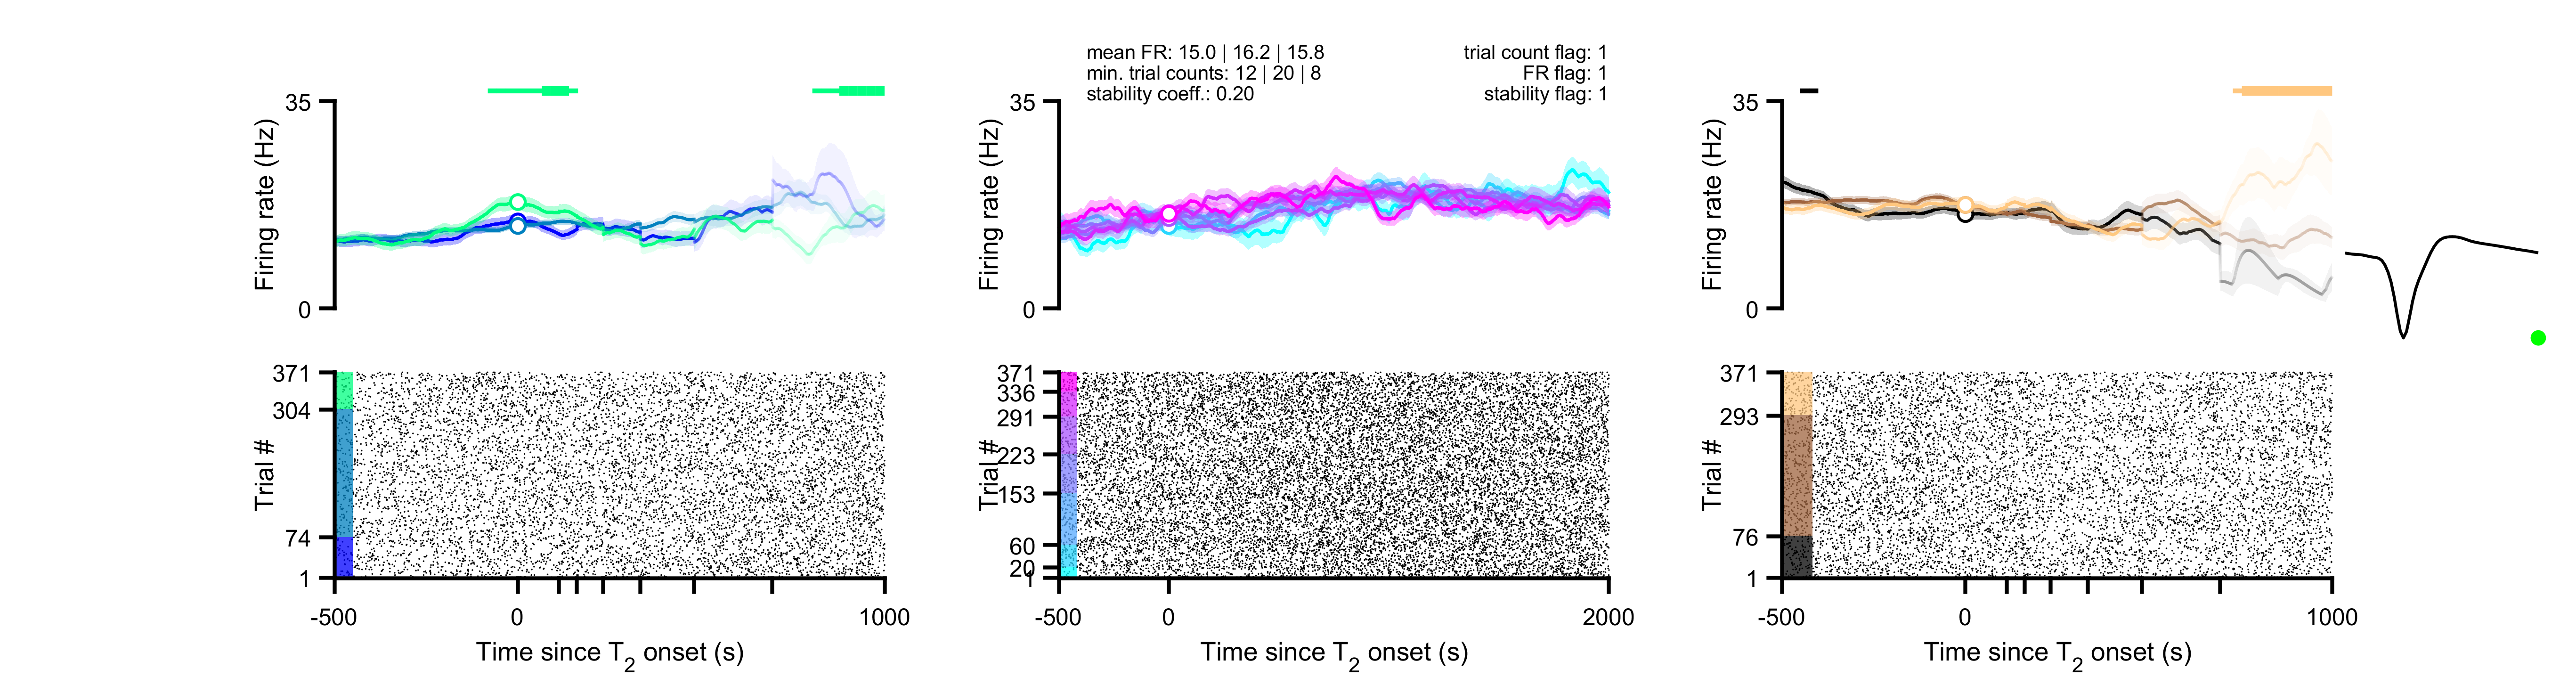 mean FR: 15.0 | 16.2 | 15.8
min. trial counts: 12 | 20 | 8
stability coeff.: 0.20
trial count flag: 1
FR flag: 1
stability flag: 1
35
0
Firing rate (Hz)
35
0
Firing rate (Hz)
35
0
Firing rate (Hz)
371
304
74
1
Trial #
-500
0
1000
Time since T2 onset (s)
371
336
291
223
153
60
20
1
Trial #
-500
0
2000
Time since T2 onset (s)
371
293
76
1
Trial #
-500
0
1000
Time since T2 onset (s)